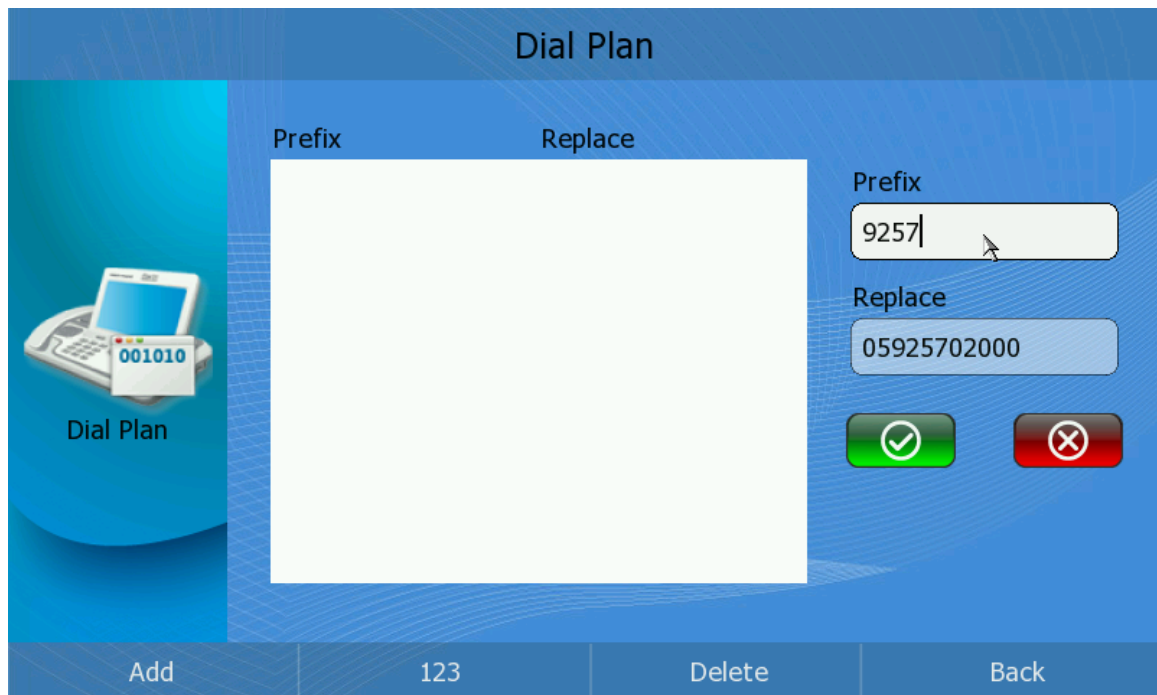 Dial Plan
Prefix Replace
Prefix
9257
Replace
05925702000
001010
Dial Plan
Add 123 Delete Back